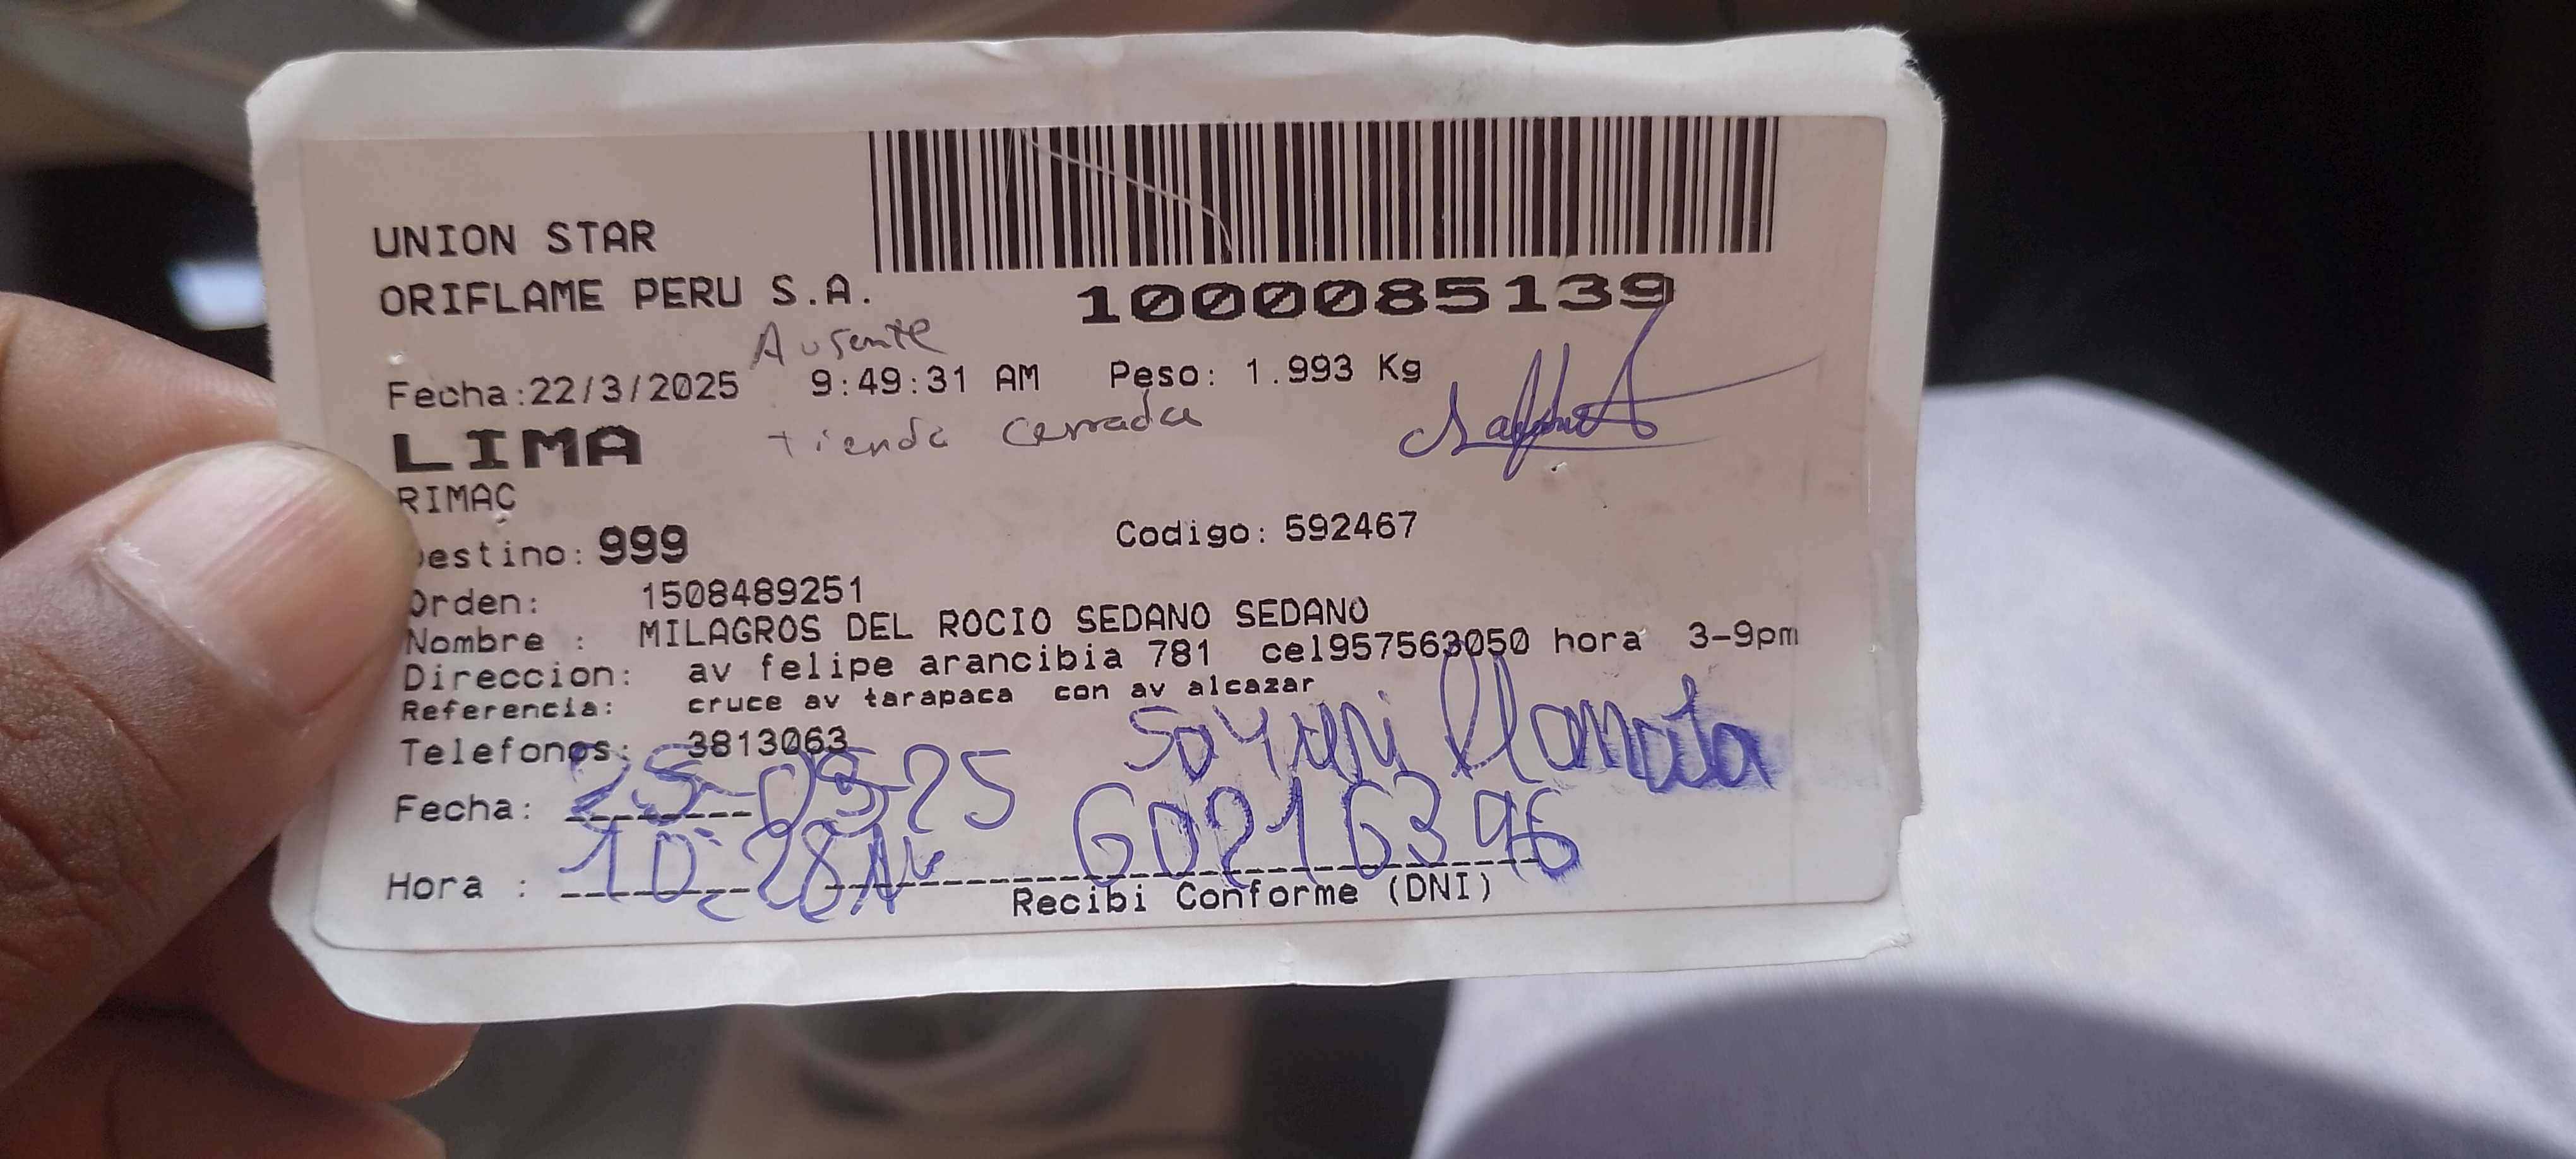 UNION STAR
ORIFLAME PERU S.A.
1000085139
Ausente
Fecha:22/3/2025 9:49:31 AM Peso: 1.993 Kg
LIMA tienda cerrada
RIMAC
estino: 999 Codigo: 592467
Orden: 1508489251
Nombre : MILAGROS DEL ROCIO SEDANO SEDANO
Direccion: av felipe arancibia 781 cel957563050 hora 3-9pm
Referencia: cruce av tarapaca con av alcazar
Telefonos: 3813063
Fecha: 25-03-25
Hora : 10:28 60216396
Recibi Conforme (DNI)